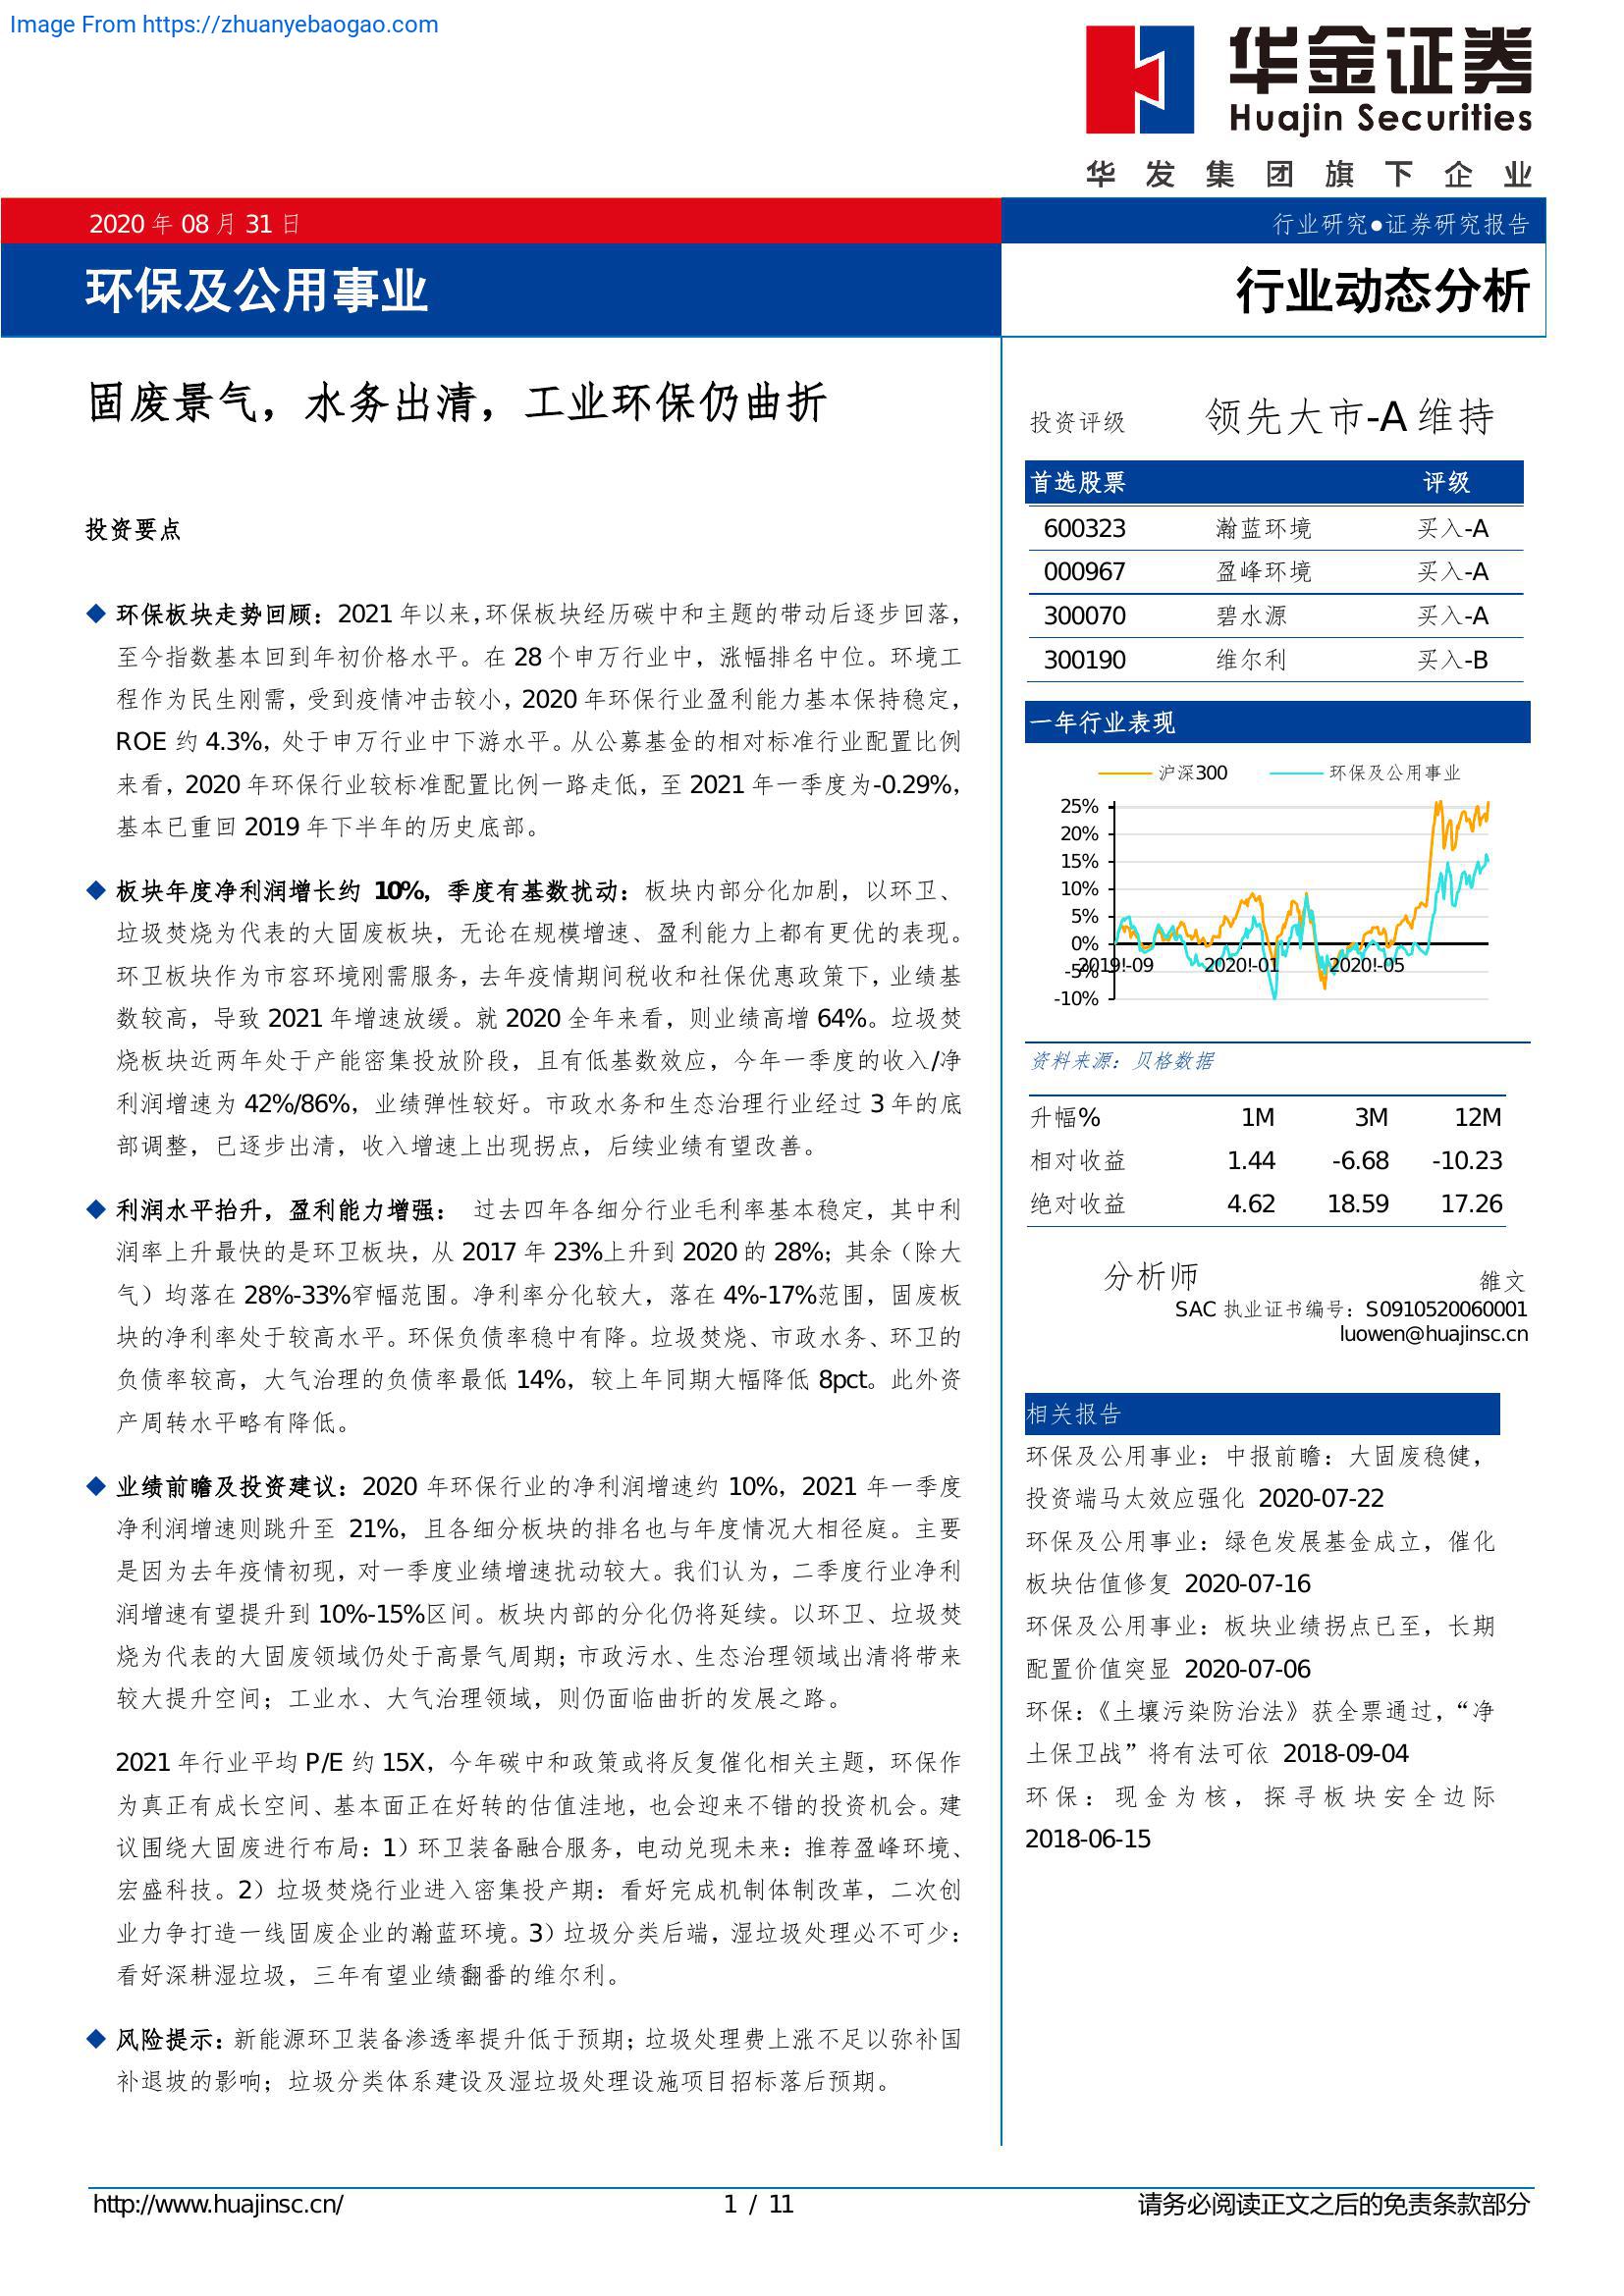 Image From https://zhuanyebaogao.com
华金证券
Huajin Securities
华发集团旗下企业
2020 年 08 月 31 日
行业研究●证券研究报告
环保及公用事业
行业动态分析
固废景气，水务出清，工业环保仍曲折
投资要点
◆ 环保板块走势回顾：2021 年以来，环保板块经历碳中和主题的带动后逐步回落，
至今指数基本回到年初价格水平。在 28 个申万行业中，涨幅排名中位。环境工
程作为民生刚需，受到疫情冲击较小，2020 年环保行业盈利能力基本保持稳定，
ROE 约 4.3%，处于申万行业中下游水平。从公募基金的相对标准行业配置比例
来看，2020 年环保行业较标准配置比例一路走低，至 2021 年一季度为-0.29%，
基本已重回 2019 年下半年的历史底部。
◆ 板块年度净利润增长约 10%，季度有基数扰动：板块内部分化加剧，以环卫、
垃圾焚烧为代表的大固废板块，无论在规模增速、盈利能力上都有更优的表现。
环卫板块作为市容环境刚需服务，去年疫情期间税收和社保优惠政策下，业绩基
数较高，导致 2021 年增速放缓。就 2020 全年来看，则业绩高增 64%。垃圾焚
烧板块近两年处于产能密集投放阶段，且有低基数效应，今年一季度的收入/净
利润增速为 42%/86%，业绩弹性较好。市政水务和生态治理行业经过 3 年的底
部调整，已逐步出清，收入增速上出现拐点，后续业绩有望改善。
◆ 利润水平抬升，盈利能力增强： 过去四年各细分行业毛利率基本稳定，其中利
润率上升最快的是环卫板块，从 2017 年 23%上升到 2020 的 28%；其余（除大
气）均落在 28%-33%窄幅范围。净利率分化较大，落在 4%-17%范围，固废板
块的净利率处于较高水平。环保负债率稳中有降。垃圾焚烧、市政水务、环卫的
负债率较高，大气治理的负债率最低 14%，较上年同期大幅降低 8pct。此外资
产周转水平略有降低。
◆ 业绩前瞻及投资建议：2020 年环保行业的净利润增速约 10%，2021 年一季度
净利润增速则跳升至 21%，且各细分板块的排名也与年度情况大相径庭。主要
是因为去年疫情初现，对一季度业绩增速扰动较大。我们认为，二季度行业净利
润增速有望提升到 10%-15%区间。板块内部的分化仍将延续。以环卫、垃圾焚
烧为代表的大固废领域仍处于高景气周期；市政污水、生态治理领域出清将带来
较大提升空间；工业水、大气治理领域，则仍面临曲折的发展之路。
2021 年行业平均 P/E 约 15X，今年碳中和政策或将反复催化相关主题，环保作
为真正有成长空间、基本面正在好转的估值洼地，也会迎来不错的投资机会。建
议围绕大固废进行布局：1）环卫装备融合服务，电动兑现未来：推荐盈峰环境、
宏盛科技。2）垃圾焚烧行业进入密集投产期：看好完成机制体制改革，二次创
业力争打造一线固废企业的瀚蓝环境。3）垃圾分类后端，湿垃圾处理必不可少：
看好深耕湿垃圾，三年有望业绩翻番的维尔利。
◆ 风险提示：新能源环卫装备渗透率提升低于预期；垃圾处理费上涨不足以弥补国
补退坡的影响；垃圾分类体系建设及湿垃圾处理设施项目招标落后预期。
投资评级 领先大市-A 维持
首选股票 评级
600323 瀚蓝环境 买入-A
000967 盈峰环境 买入-A
300070 碧水源 买入-A
300190 维尔利 买入-B
一年行业表现
沪深300 环保及公用事业
25%
20%
15%
10%
5%
0%
-5%
-10%
2019!-09 2020!-01 2020!-05
资料来源：贝格数据
升幅% 1M 3M 12M
相对收益 1.44 -6.68 -10.23
绝对收益 4.62 18.59 17.26
分析师 雒文
SAC 执业证书编号：S0910520060001
luowen@huajinsc.cn
相关报告
环保及公用事业：中报前瞻：大固废稳健，
投资端马太效应强化 2020-07-22
环保及公用事业：绿色发展基金成立，催化
板块估值修复 2020-07-16
环保及公用事业：板块业绩拐点已至，长期
配置价值突显 2020-07-06
环保：《土壤污染防治法》获全票通过，“净
土保卫战”将有法可依 2018-09-04
环保：现金为核，探寻板块安全边际
2018-06-15
http://www.huajinsc.cn/
1 / 11
请务必阅读正文之后的免责条款部分